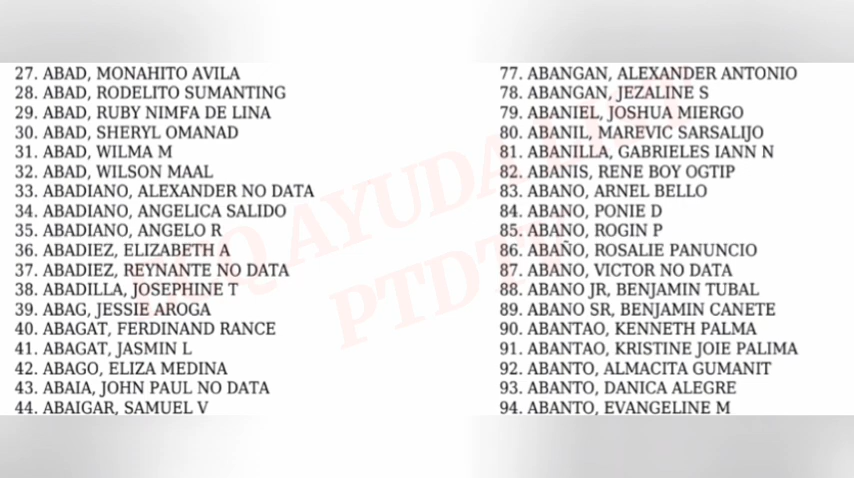 27. ABAD, MONAHITO AVILA
28. ABAD, RODELITO SUMANTING
29. ABAD, RUBY NIMFA DE LINA
30. ABAD, SHERYL OMANAD
31. ABAD, WILMA M
32. ABAD, WILSON MAAL
33. ABADIANO, ALEXANDER NO DATA
34. ABADIANO, ANGELICA SALIDO
35. ABADIANO, ANGELO R
36. ABADIEZ, ELIZABETH A
37. ABADIEZ, REYNANTE NO DATA
38. ABADILLA, JOSEPHINE T
39. ABAG, JESSIE AROGA
40. ABAGAT, FERDINAND RANCE
41. ABAGAT, JASMIN L
42. ABAGO, ELIZA MEDINA
43. ABAIA, JOHN PAUL NO DATA
44. ABAIGAR, SAMUEL V
77. ABANGAN, ALEXANDER ANTONIO
78. ABANGAN, JEZALINE S
79. ABANIEL, JOSHUA MIERGO
80. ABANIL, MAREVIC SARSALIJO
81. ABANILLA, GABRIELES IANN N
82. ABANIS, RENE BOY OGTIP
83. ABANO, ARNEL BELLO
84. ABANO, PONIE D
85. ABANO, ROGIN P
86. ABAÑO, ROSALIE PANUNCIO
87. ABANO, VICTOR NO DATA
88. ABANO JR, BENJAMIN TUBAL
89. ABANO SR, BENJAMIN CANETE
90. ABANTAO, KENNETH PALMA
91. ABANTAO, KRISTINE JOIE PALIMA
92. ABANTO, ALMACITA GUMANIT
93. ABANTO, DANICA ALEGRE
94. ABANTO, EVANGELINE M
AYUDA